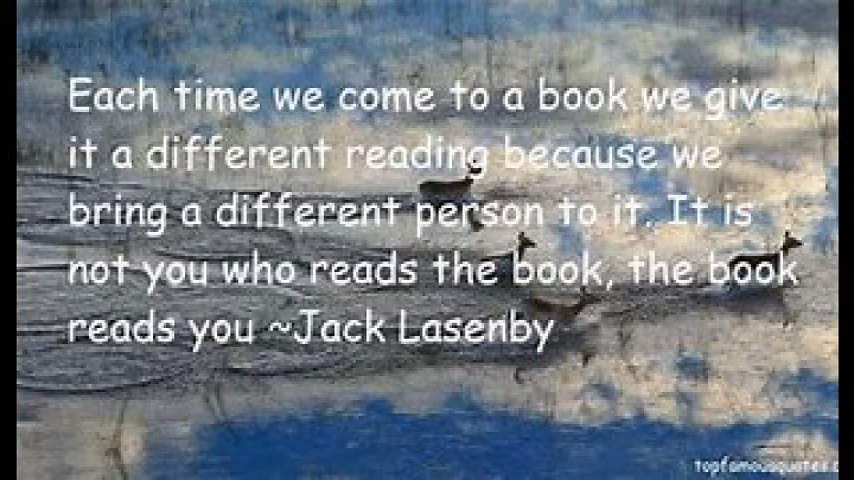 Each time we come to a book we give
it a different reading because we
bring a different person to it. It is
not you who reads the book, the book
reads you ~Jack Lasenby
topfamousquotes.c